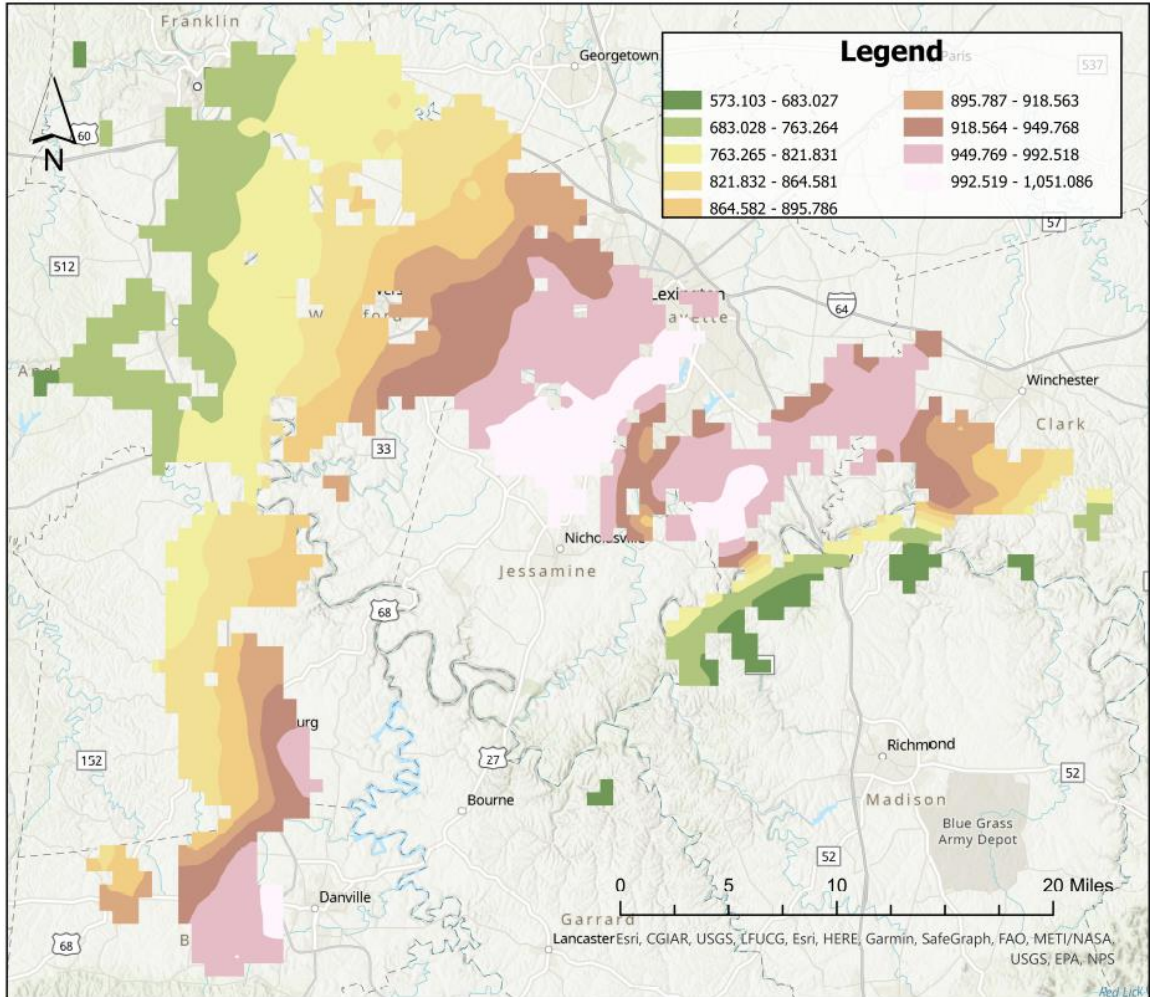 Franklin
Georgetown
Legend
Paris
537
573.103 - 683.027
683.028 - 763.264
763.265 - 821.831
821.832 - 864.581
864.582 - 895.786
895.787 - 918.563
918.564 - 949.768
949.769 - 992.518
992.519 - 1,051.086
60
N
57
512
Lexington
64
Winchester
Clark
33
Nicholasville
Jessamine
68
urg
152
27
Richmond
52
Bourne
Madison
Blue Grass
Army Depot
52
0 5 10 20 Miles
Danville
Garrard
68
B
Lancaster
Esri, CGIAR, USGS, LFUCG, Esri, HERE, Garmin, SafeGraph, FAO, METI/NASA,
USGS, EPA, NPS
Red Lick